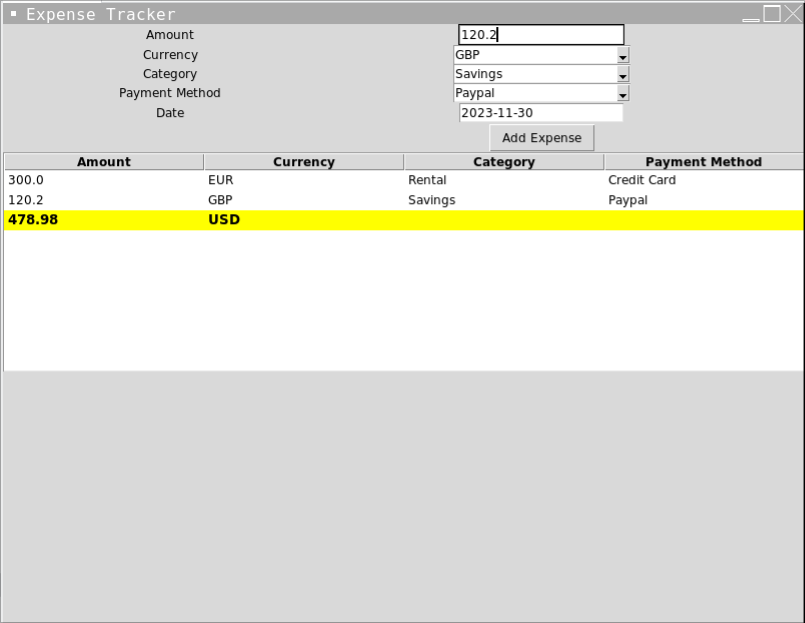 Expense Tracker
Amount 120.2
Currency GBP
Category Savings
Payment Method Paypal
Date 2023-11-30
Add Expense
Amount Currency Category Payment Method
300.0 EUR Rental Credit Card
120.2 GBP Savings Paypal
478.98 USD